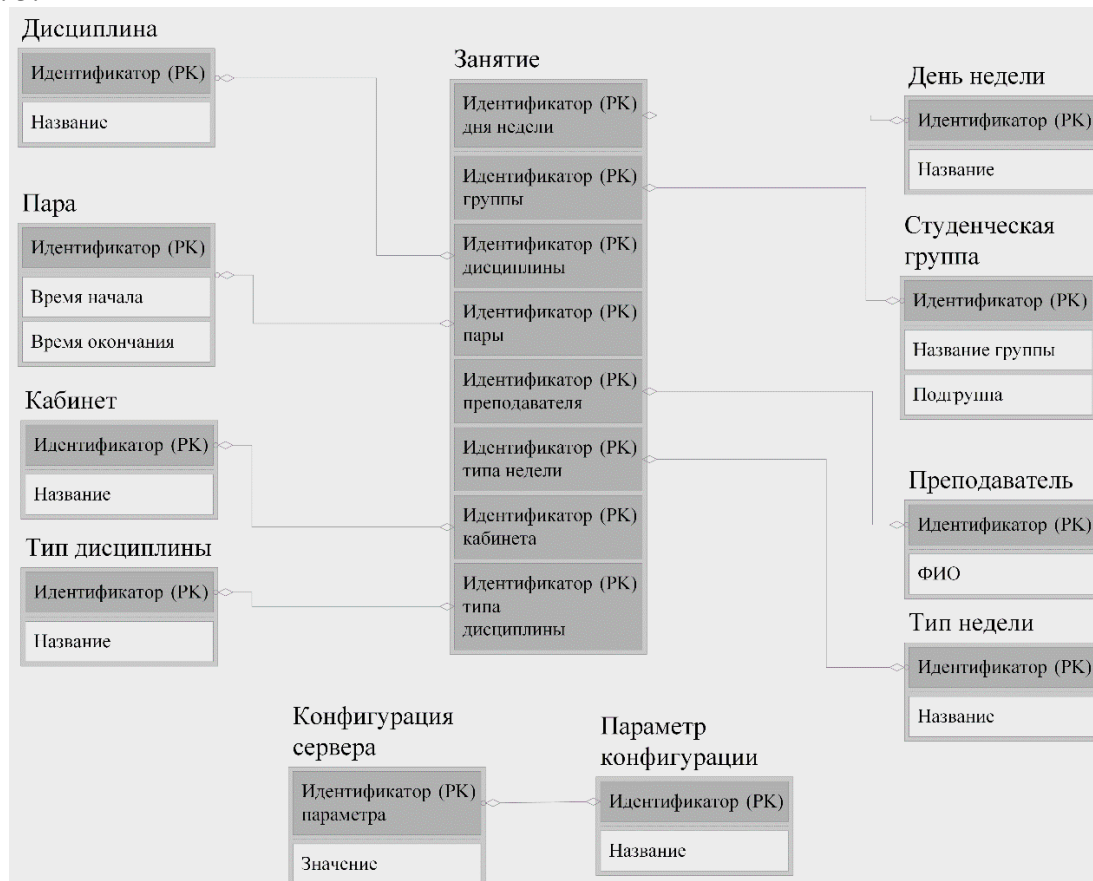 Дисциплина
Идентификатор (PK)
Название
Пара
Идентификатор (PK)
Время начала
Время окончания
Кабинет
Идентификатор (PK)
Название
Тип дисциплины
Идентификатор (PK)
Название
Занятие
Идентификатор (PK)
дня недели
Идентификатор (PK)
группы
Идентификатор (PK)
дисциплины
Идентификатор (PK)
пары
Идентификатор (PK)
преподавателя
Идентификатор (PK)
типа недели
Идентификатор (PK)
кабинета
Идентификатор (PK)
типа
дисциплины
День недели
Идентификатор (PK)
Название
Студенческая
группа
Идентификатор (PK)
Название группы
Подгруппа
Преподаватель
Идентификатор (PK)
ФИО
Тип недели
Идентификатор (PK)
Название
Конфигурация
сервера
Идентификатор (PK)
параметра
Значение
Параметр
конфигурации
Идентификатор (PK)
Название